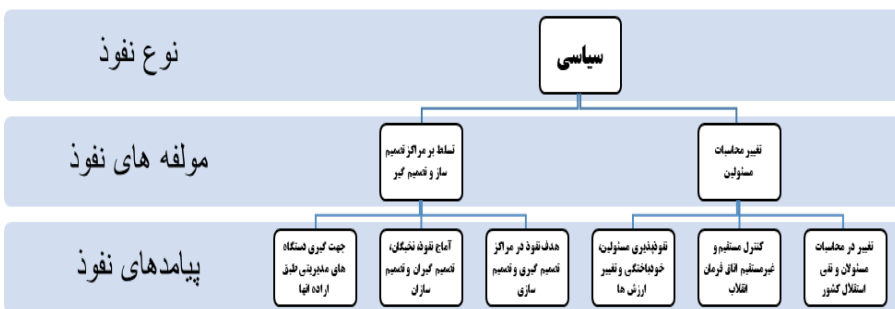 نوع نفوذ
سیاسی
مولفه های نفوذ
تغییر محاسبات
مسئولین
تسلط بر مراکز تصمیم
ساز و تصمیم گیر
پیامدهای نفوذ
تغییر در محاسبات
مسئولان و نفی
استقلال کشور
کنترل مستقیم و
غیرمستقیم اتاق فرمان
انقلاب
نفوذپذیری مسئولین،
خودباختگی و تغییر
ارزش ها
هدف نفوذ در مراکز
تصمیم گیری و تصمیم
سازی
آماج نفوذ، نخبگان،
تصمیم گیران و تصمیم
سازان
جهت گیری دستگاه
های مدیریتی طبق
اراده آنها